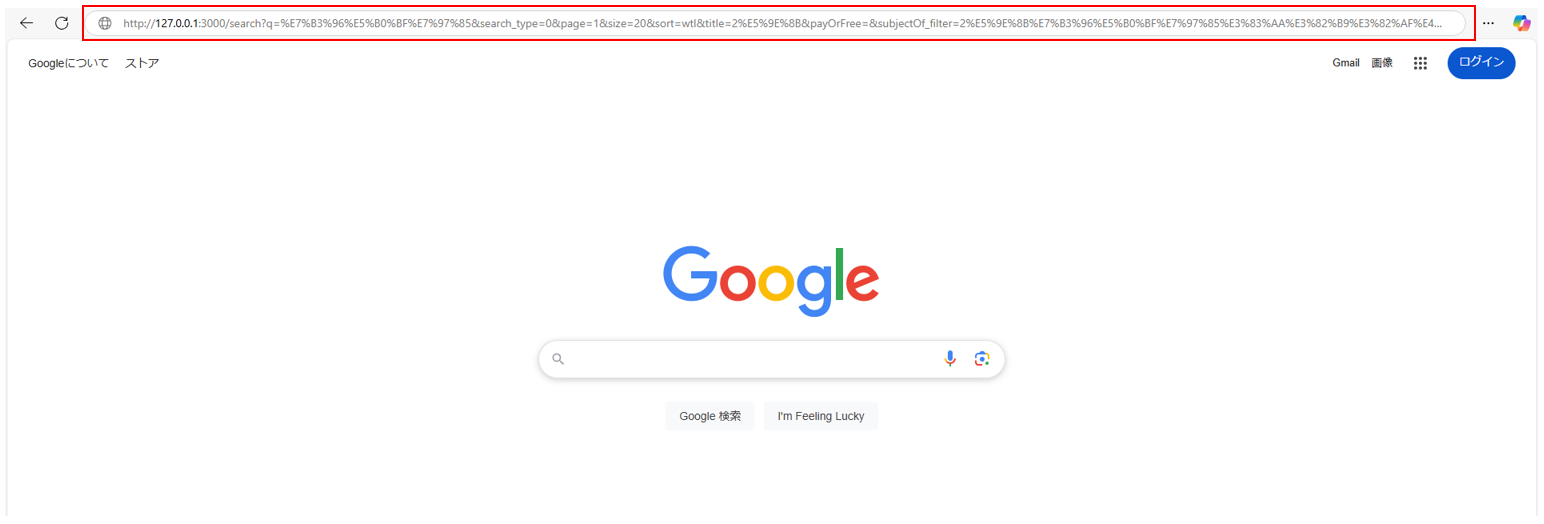 http://127.0.0.1:3000/search?q=%E7%B3%96%E5%B0%BF%E7%97%85&search_type=0&page=1&size=20&sort=wtl&title=2%E5%9E%8B&payOrFree=&subjectOf_filter=2%E5%9E%8B%E7%B3%96%E5%B0%BF%E7%97%85%E3%83%AA%E3%82%B9%E3%82%AF%E4...
Googleについて ストア Gmail 画像 ログイン
Google
Google 検索 I'm Feeling Lucky